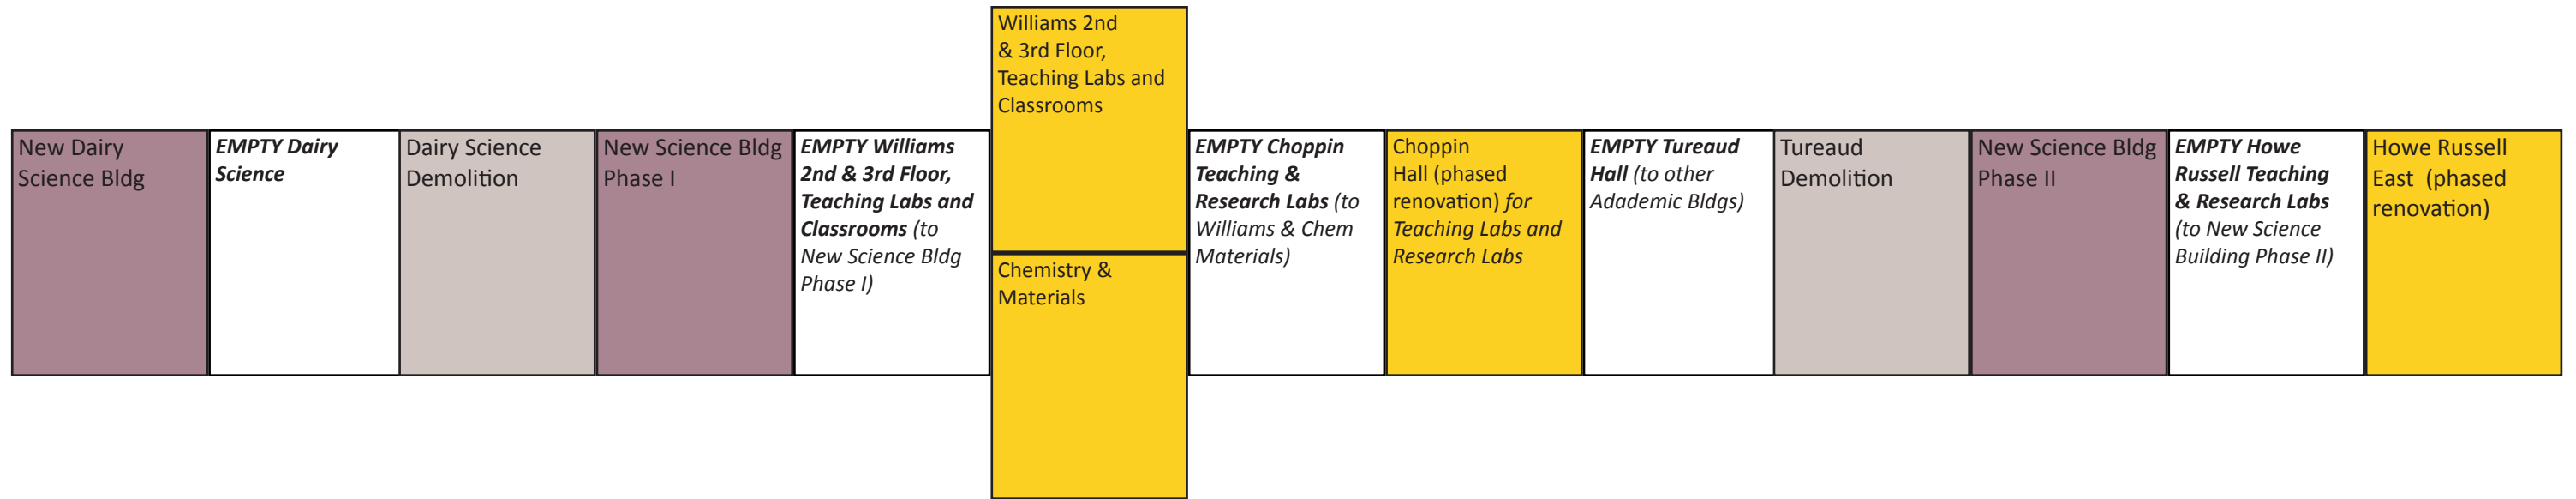 New Dairy
Science Bldg
EMPTY Dairy
Science
Dairy Science
Demolition
New Science Bldg
Phase I
EMPTY Williams
2nd & 3rd Floor,
Teaching Labs and
Classrooms (to
New Science Bldg
Phase I)
Williams 2nd
& 3rd Floor,
Teaching Labs and
Classrooms
Chemistry &
Materials
EMPTY Choppin
Teaching &
Research Labs (to
Williams & Chem
Materials)
Choppin
Hall (phased
renovation) for
Teaching Labs and
Research Labs
EMPTY Tureaud
Hall (to other
Adademic Bldgs)
Tureaud
Demolition
New Science Bldg
Phase II
EMPTY Howe
Russell Teaching
& Research Labs
(to New Science
Building Phase II)
Howe Russell
East (phased
renovation)